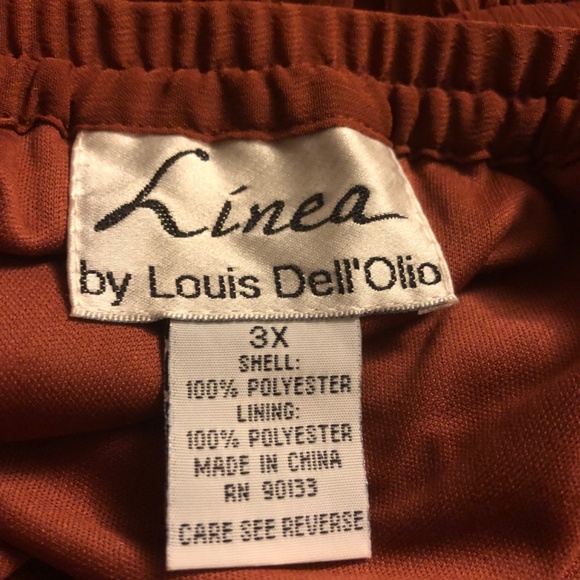 Linea
by Louis Dell'Olio
3X
SHELL:
100% POLYESTER
LINING:
100% POLYESTER
MADE IN CHINA
RN 90133
CARE SEE REVERSE